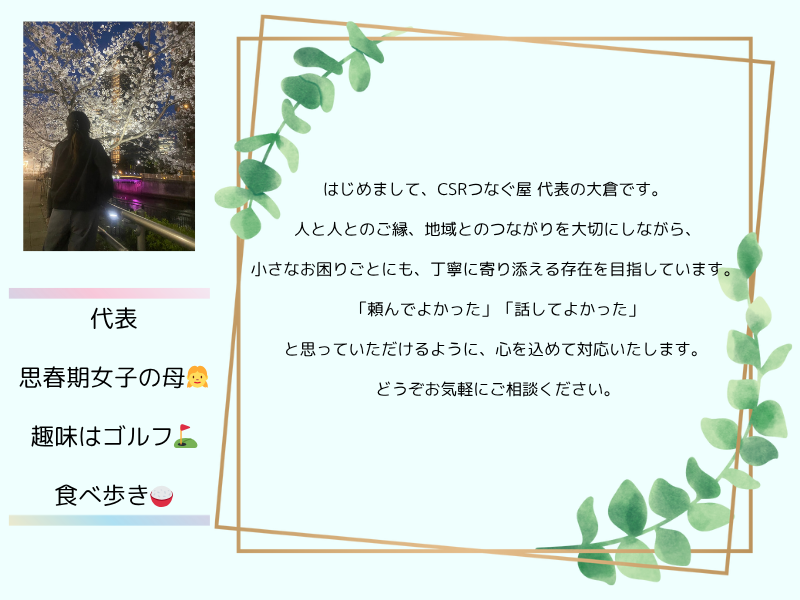 代表
思春期女子の母👧
趣味はゴルフ⛳
食べ歩き🍚
はじめまして、CSRつなぐ屋 代表の大倉です。
人と人とのご縁、地域とのつながりを大切にしながら、
小さなお困りごとにも、丁寧に寄り添える存在を目指しています。
「頼んでよかった」「話してよかった」
と思っていただけるように、心を込めて対応いたします。
どうぞお気軽にご相談ください。